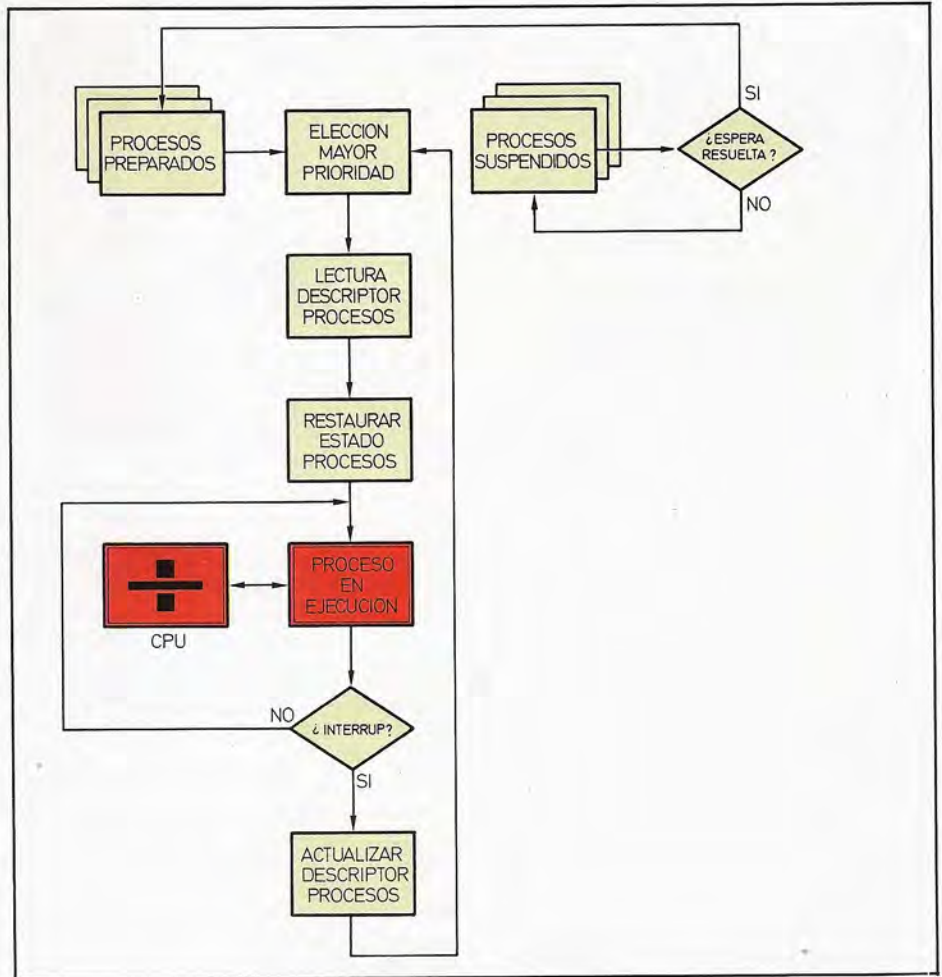 PROCESOS
PREPARADOS
ELECCION
MAYOR
PRIORIDAD
PROCESOS
SUSPENDIDOS
¿ESPERA
RESUELTA?
SI
NO
LECTURA
DESCRIPTOR
PROCESOS
RESTAURAR
ESTADO
PROCESOS
CPU
PROCESO
EN
EJECUCION
NO
¿INTERRUP?
SI
ACTUALIZAR
DESCRIPTOR
PROCESOS